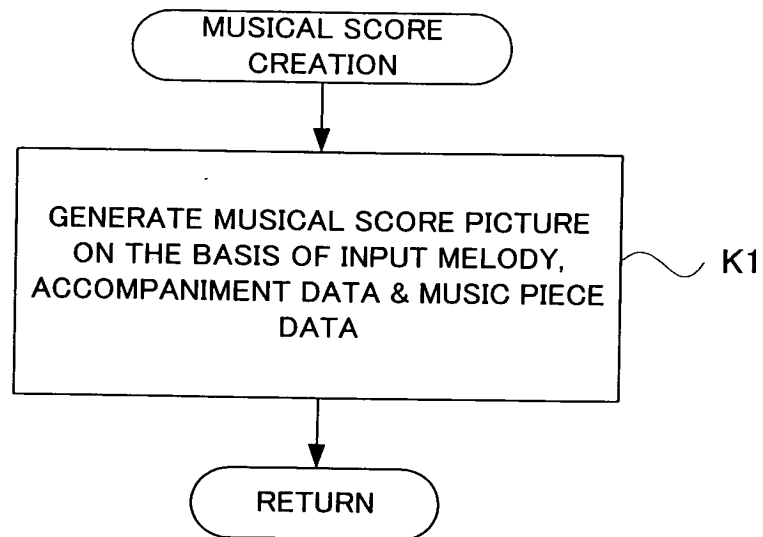 MUSICAL SCORE
CREATION
GENERATE MUSICAL SCORE PICTURE
ON THE BASIS OF INPUT MELODY,
ACCOMPANIMENT DATA & MUSIC PIECE
DATA
K1
RETURN